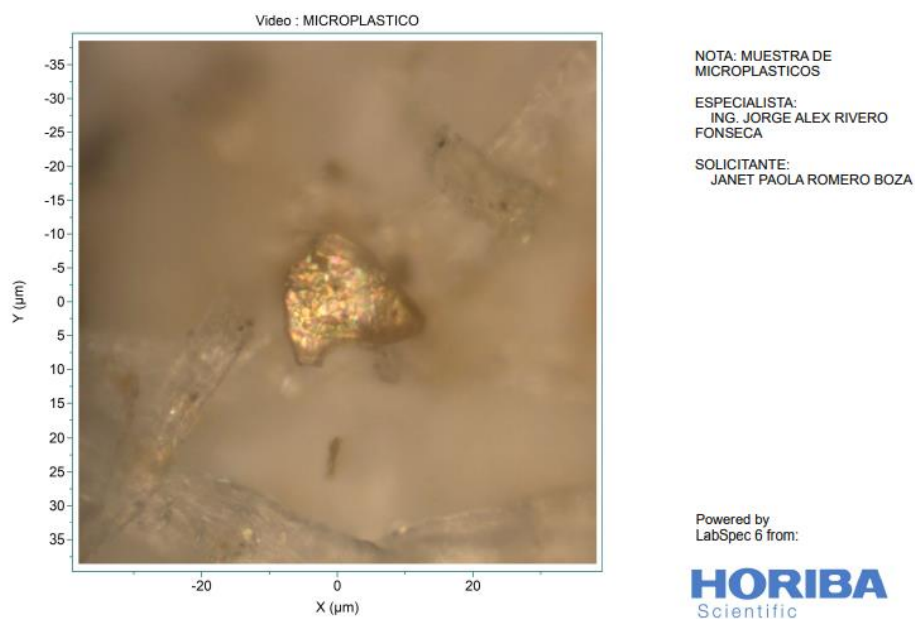 Video : MICROPLASTICO
-35
-30
-25
-20
-15
-10
-5
0
5
10
15
20
25
30
35
Y (µm)
-20
0
20
X (µm)
NOTA: MUESTRA DE
MICROPLASTICOS
ESPECIALISTA:
ING. JORGE ALEX RIVERO
FONSECA
SOLICITANTE:
JANET PAOLA ROMERO BOZA
Powered by
LabSpec 6 from:
HORIBA
Scientific